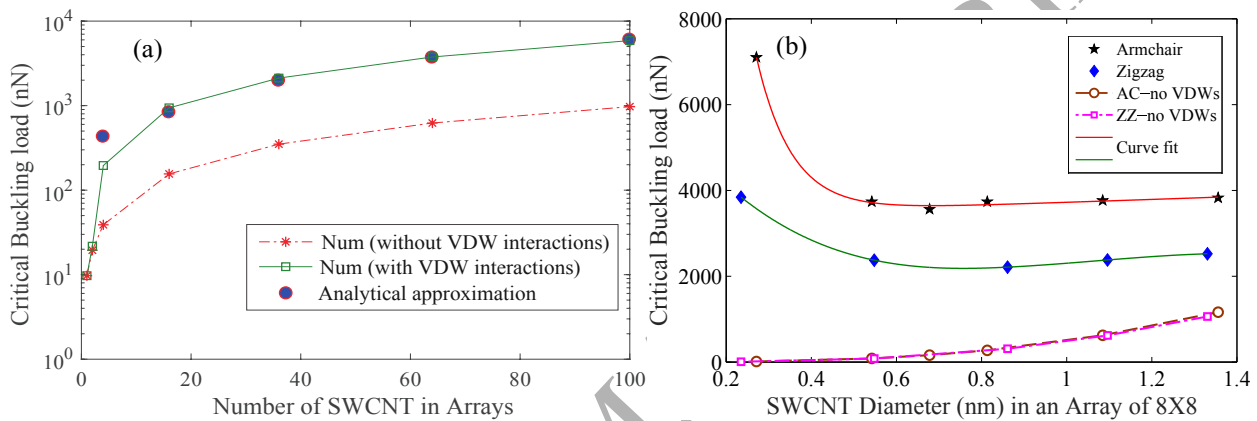 (a)
Critical Buckling load (nN)
10^4
10^3
10^2
10^1
10^0
Num (without VDW interactions)
Num (with VDW interactions)
Analytical approximation
0 20 40 60 80 100
Number of SWCNT in Arrays
(b)
Critical Buckling load (nN)
8000
6000
4000
2000
0
Armchair
Zigzag
AC−no VDWs
ZZ−no VDWs
Curve fit
0.2 0.4 0.6 0.8 1 1.2 1.4
SWCNT Diameter (nm) in an Array of 8X8